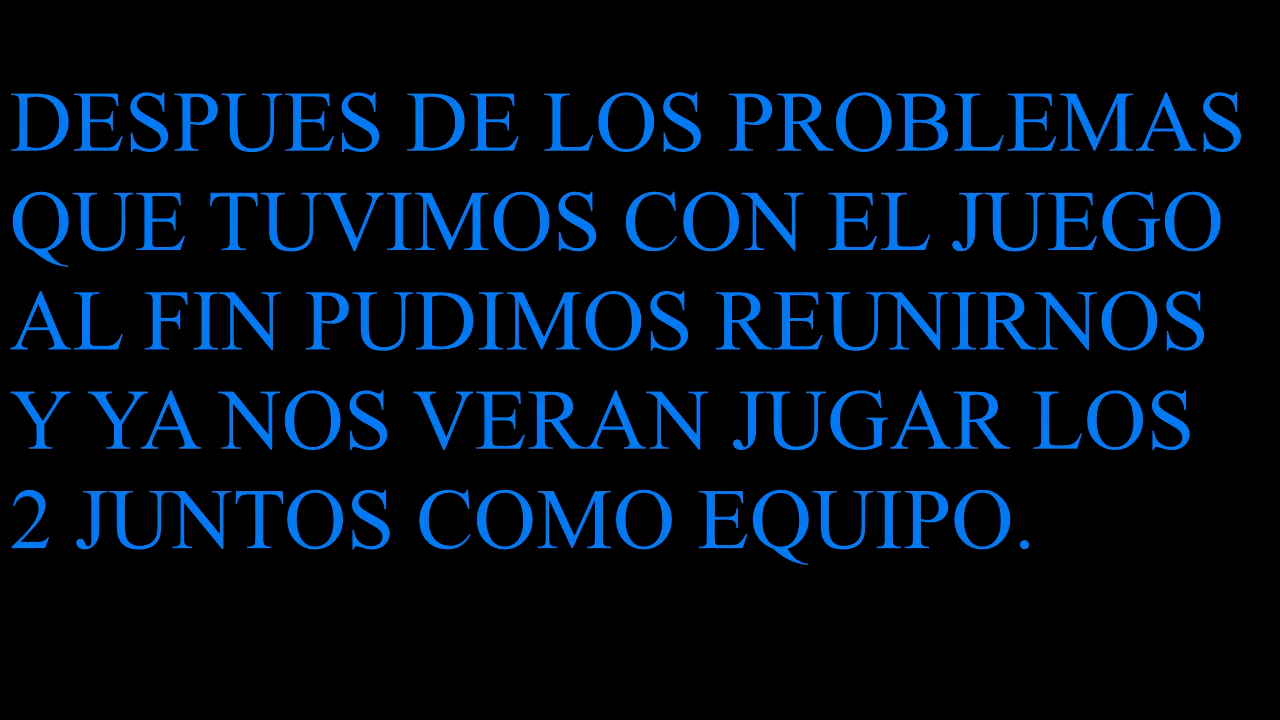 DESPUES DE LOS PROBLEMAS
QUE TUVIMOS CON EL JUEGO
AL FIN PUDIMOS REUNIRNOS
Y YA NOS VERAN JUGAR LOS
2 JUNTOS COMO EQUIPO.